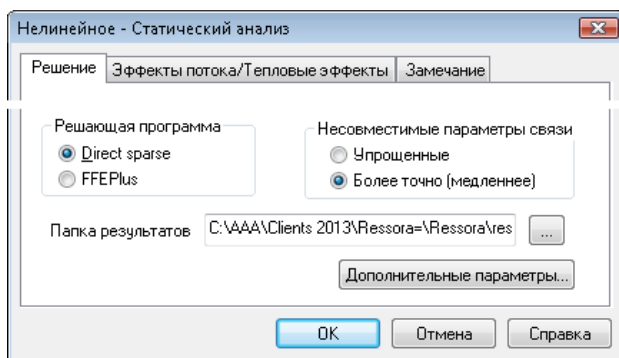 Нелинейное - Статический анализ
Решение Эффекты потока/Тепловые эффекты Замечание
Решающая программа
Direct sparse
FFEPlus
Несовместимые параметры связи
Упрощенные
Более точно (медленнее)
Папка результатов C:\AAA\Clients 2013\Ressora=\Ressora\res ...
Дополнительные параметры...
OK Отмена Справка